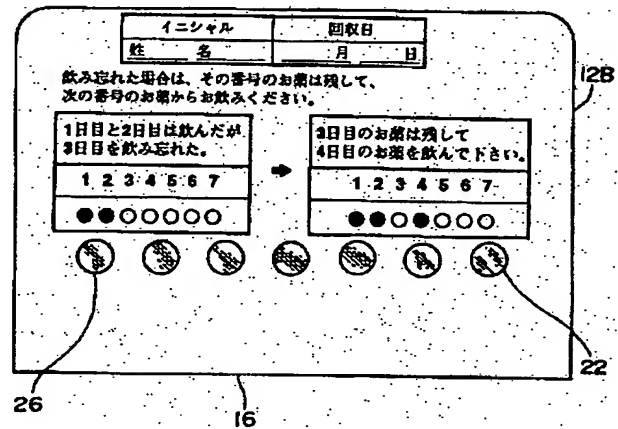 イニシャル 回収日
姓 名 月 日
飲み忘れた場合は、その番号のお薬は残して、
次の番号のお薬からお飲みください。
1日目と2日目は飲んだが
3日目を飲み忘れた。
1 2 3 4 5 6 7
3日目のお薬は残して
4日目のお薬を飲んで下さい。
1 2 3 4 5 6 7
12B
26
16
22